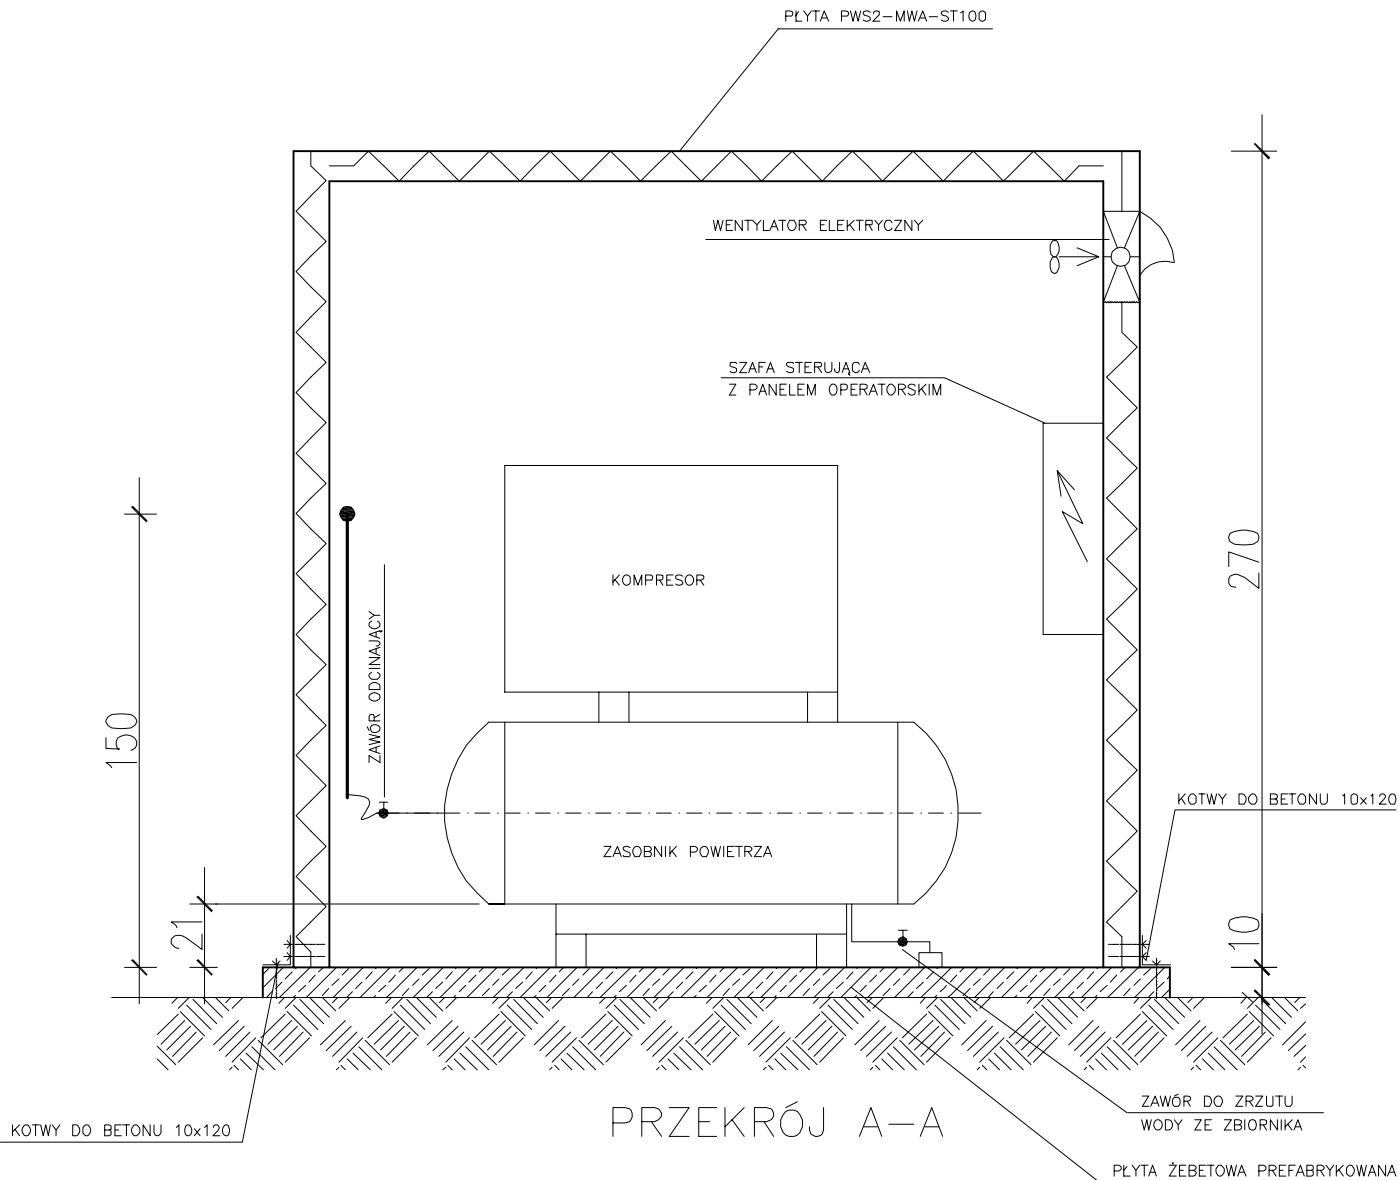 PŁYTA PWS2-MWA-ST100
WENTYLATOR ELEKTRYCZNY
SZAFA STERUJĄCA
Z PANELEM OPERATORSKIM
270
KOMPRESOR
ZAWÓR ODCINAJĄCY
150
KOTWY DO BETONU 10x120
ZASOBNIK POWIETRZA
21
10
PRZEKRÓJ A-A
ZAWÓR DO ZRZUTU
WODY ZE ZBIORNIKA
KOTWY DO BETONU 10x120
PŁYTA ŻEBETOWA PREFABRYKOWANA